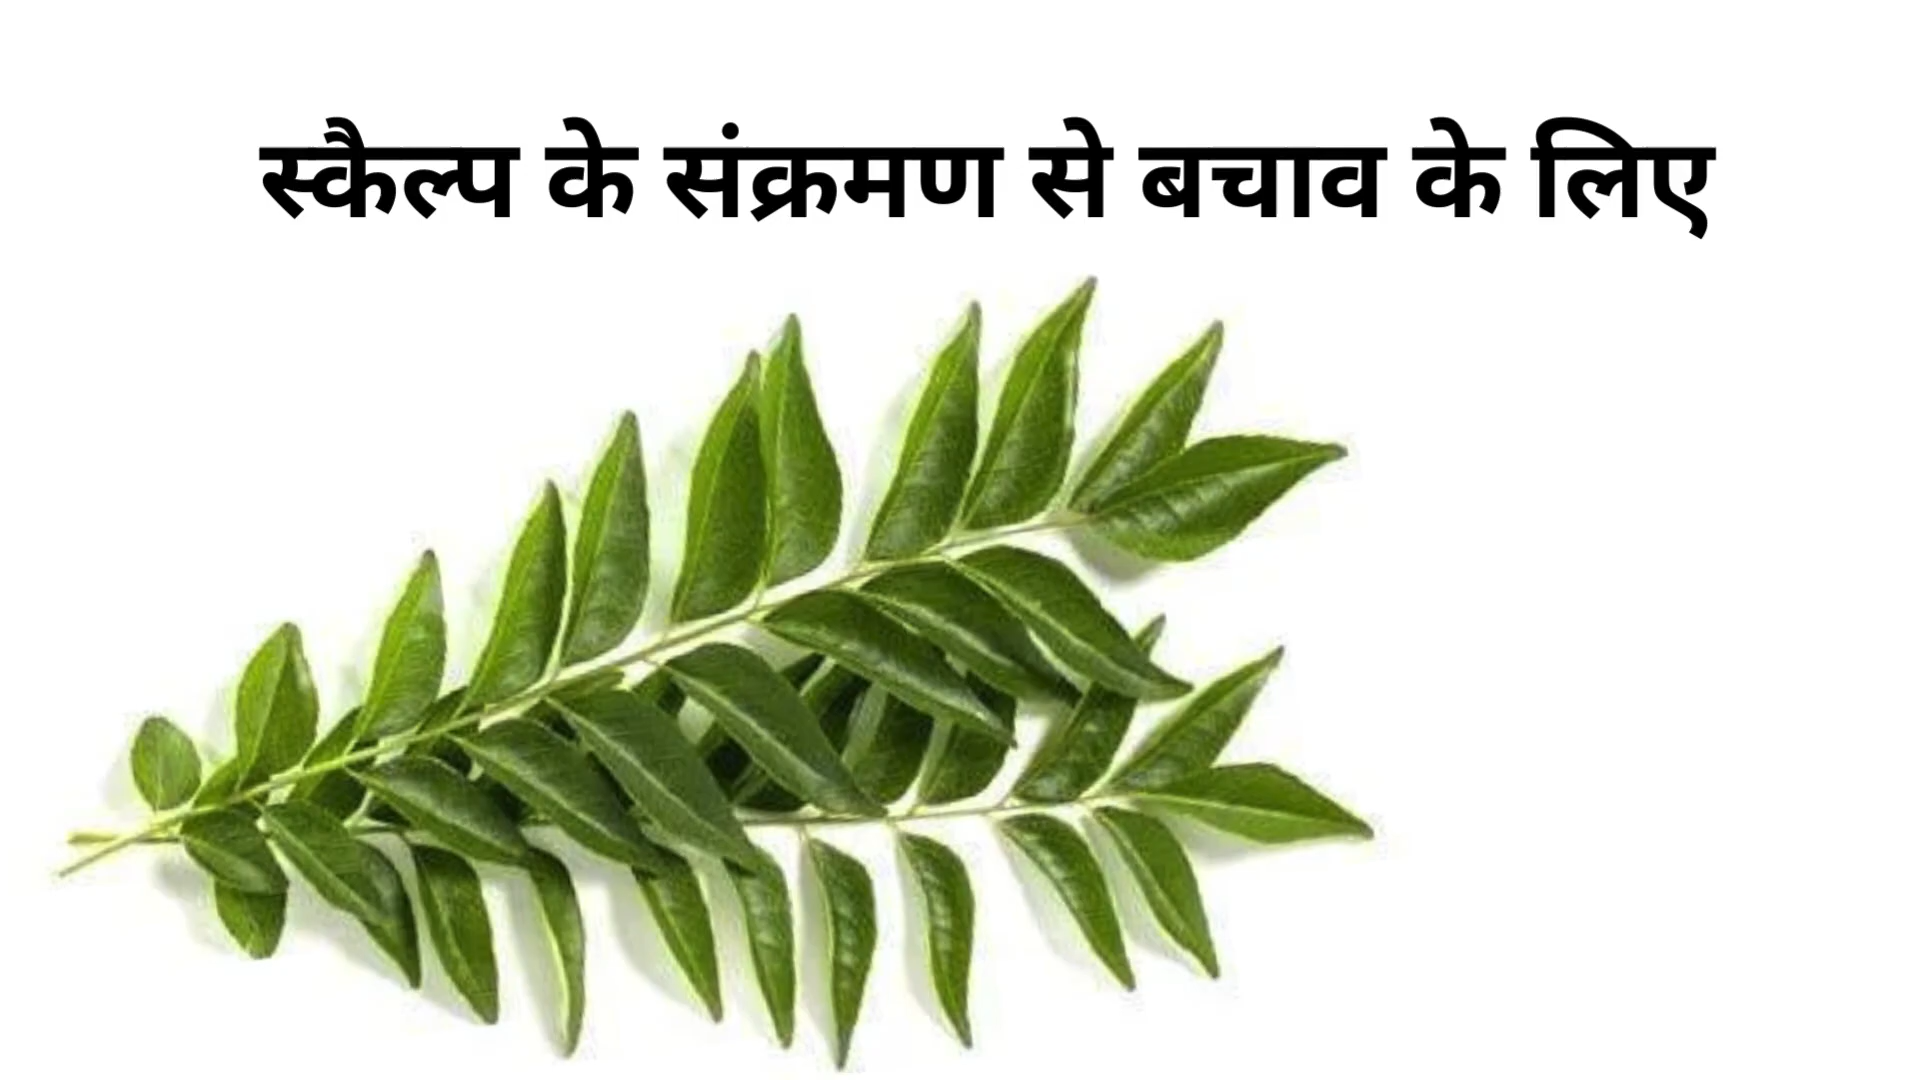 स्कैल्प के संक्रमण से बचाव के लिए